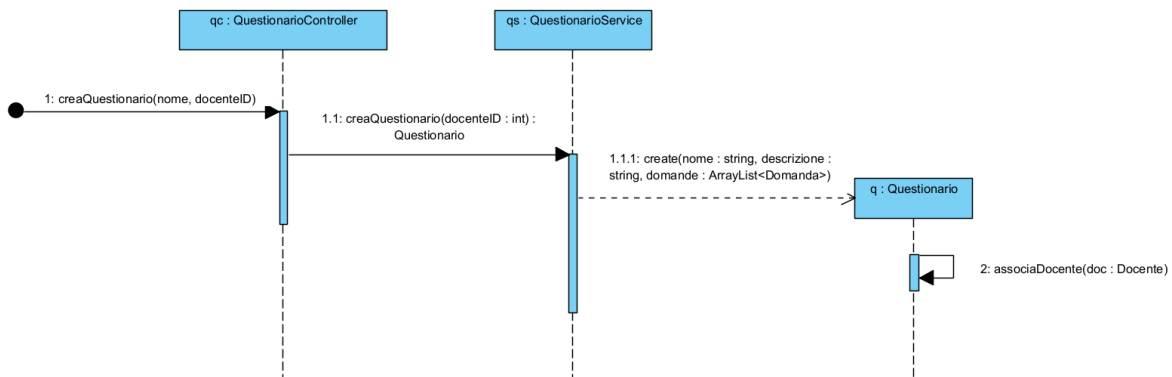 qc : QuestionarioController
qs : QuestionarioService
1: creaQuestionario(nome, docenteID)
1.1: creaQuestionario(docenteID : int) :
Questionario
1.1.1: create(nome : string, descrizione :
string, domande : ArrayList<Domanda>)
q : Questionario
2: associaDocente(doc : Docente)